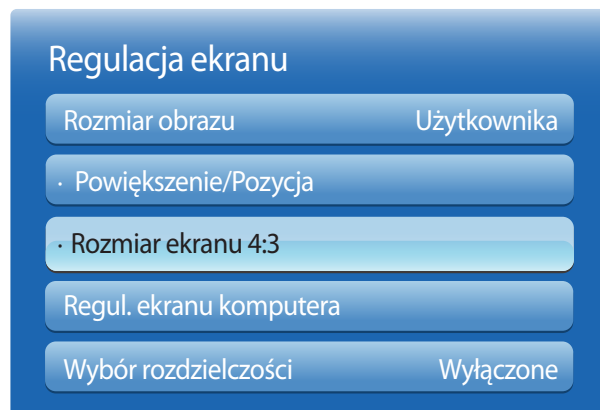 Regulacja ekranu
Rozmiar obrazu Użytkownika
· Powiększenie/Pozycja
· Rozmiar ekranu 4:3
Regul. ekranu komputera
Wybór rozdzielczości Wyłączone